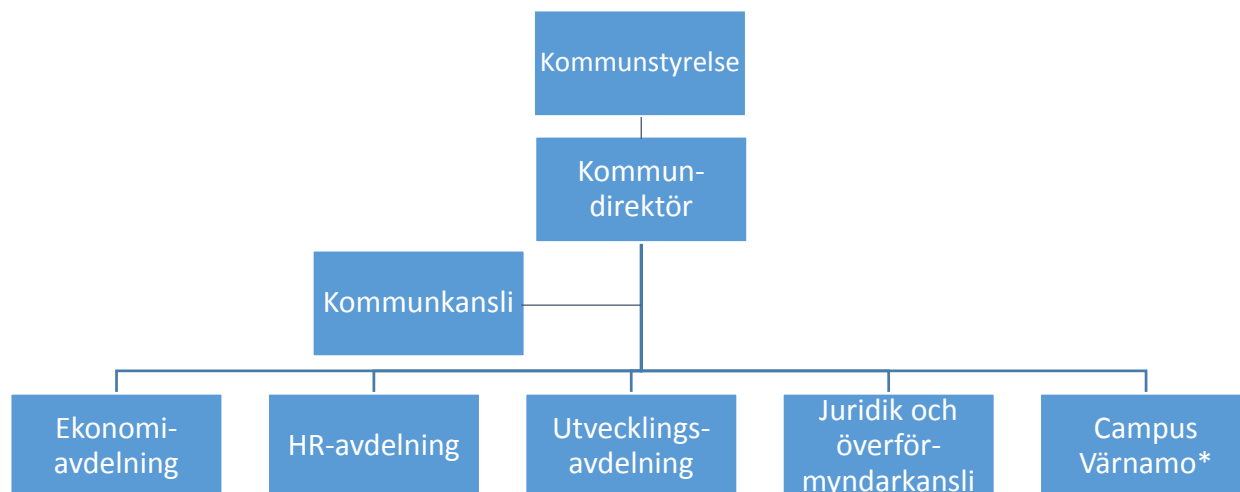 Kommunstyrelse
Kommun-
direktör
Kommunkansli
Ekonomi-
avdelning
HR-avdelning
Utvecklings-
avdelning
Juridik och
överför-
myndarkansli
Campus
Värnamo*